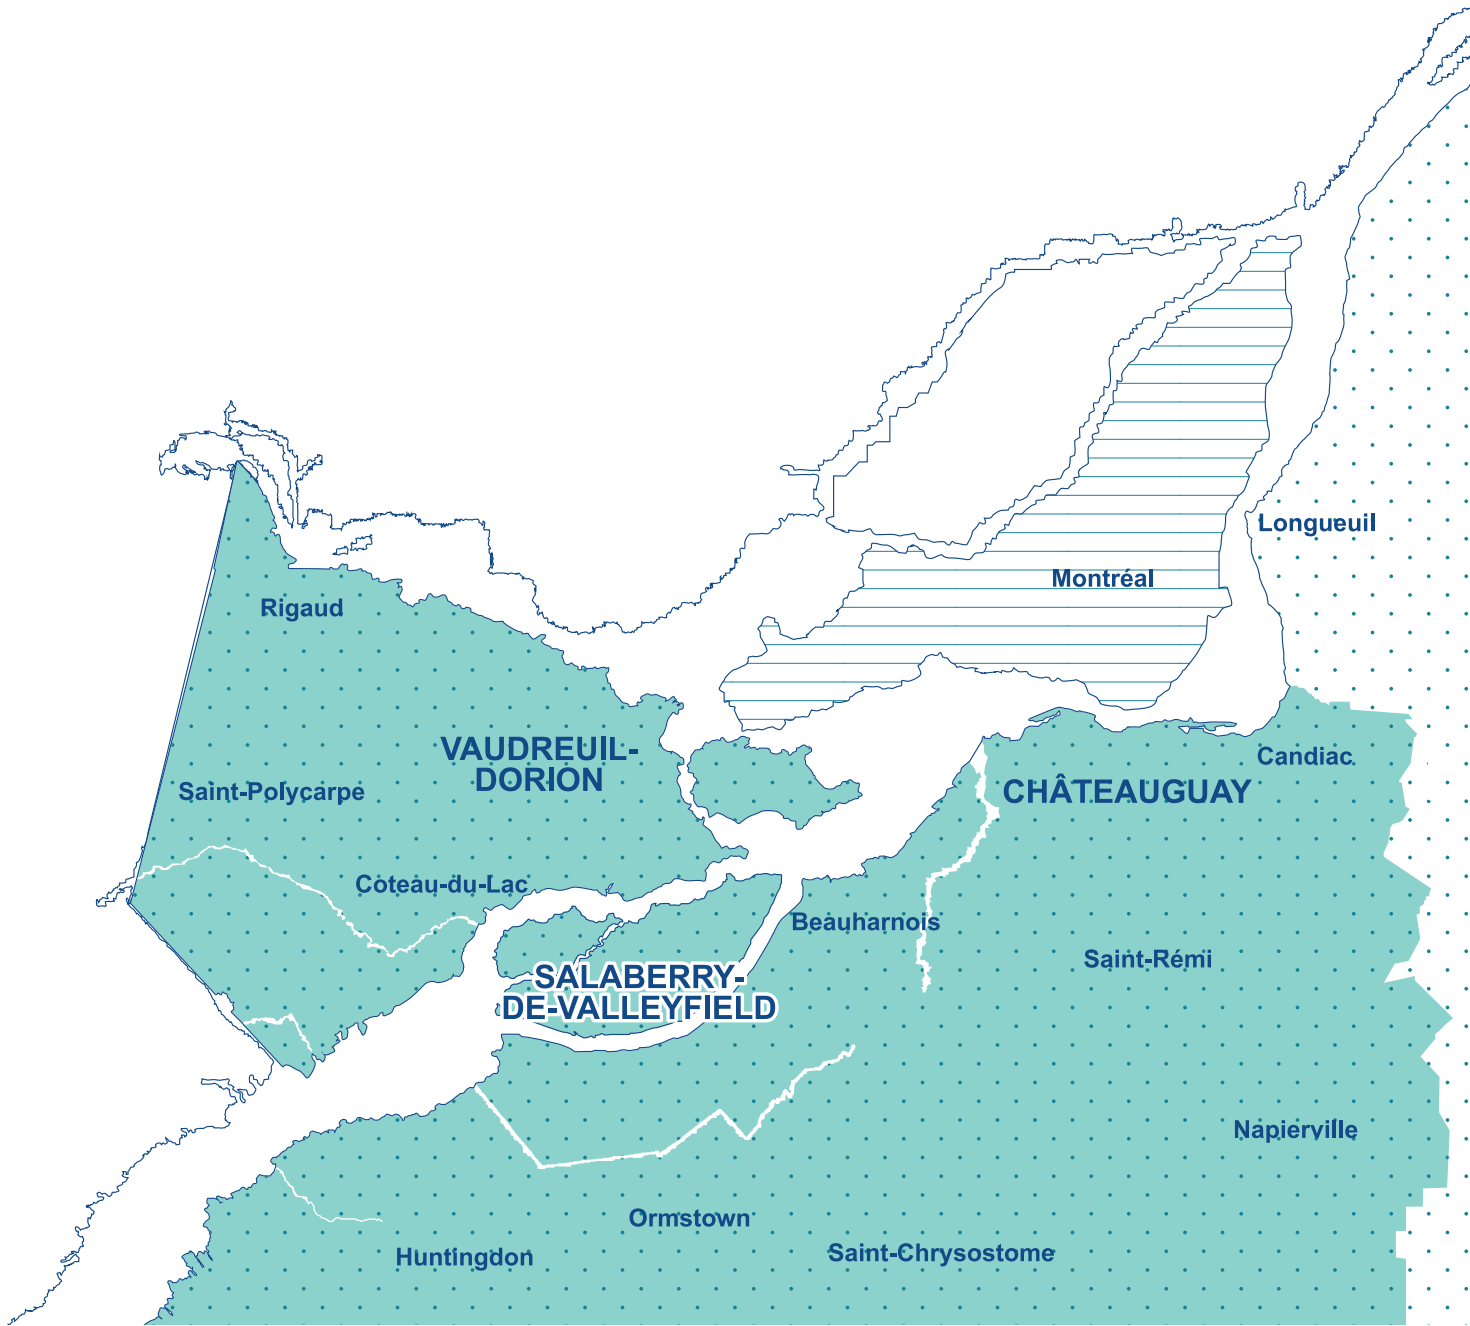 Longueuil
Montréal
Rigaud
VAUDREUIL-
DORION
Candiac
Saint-Polycarpe
CHÂTEAUGUAY
Coteau-du-Lac
Beauharnois
Saint-Rémi
SALABERRY-
DE-VALLEYFIELD
Napierville
Ormstown
Saint-Chrysostome
Huntingdon